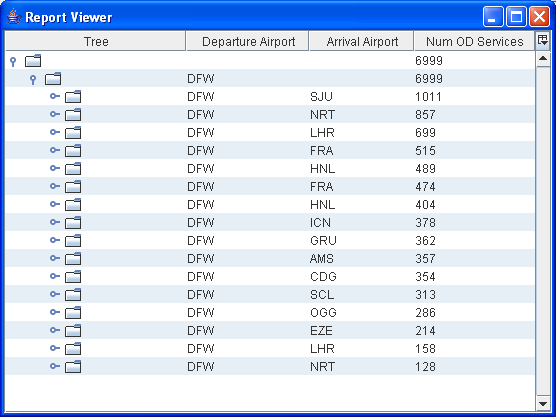 Report Viewer
Tree Departure Airport Arrival Airport Num OD Services
6999
DFW 6999
DFW SJU 1011
DFW NRT 857
DFW LHR 699
DFW FRA 515
DFW HNL 489
DFW FRA 474
DFW HNL 404
DFW ICN 378
DFW GRU 362
DFW AMS 357
DFW CDG 354
DFW SCL 313
DFW OGG 286
DFW EZE 214
DFW LHR 158
DFW NRT 128